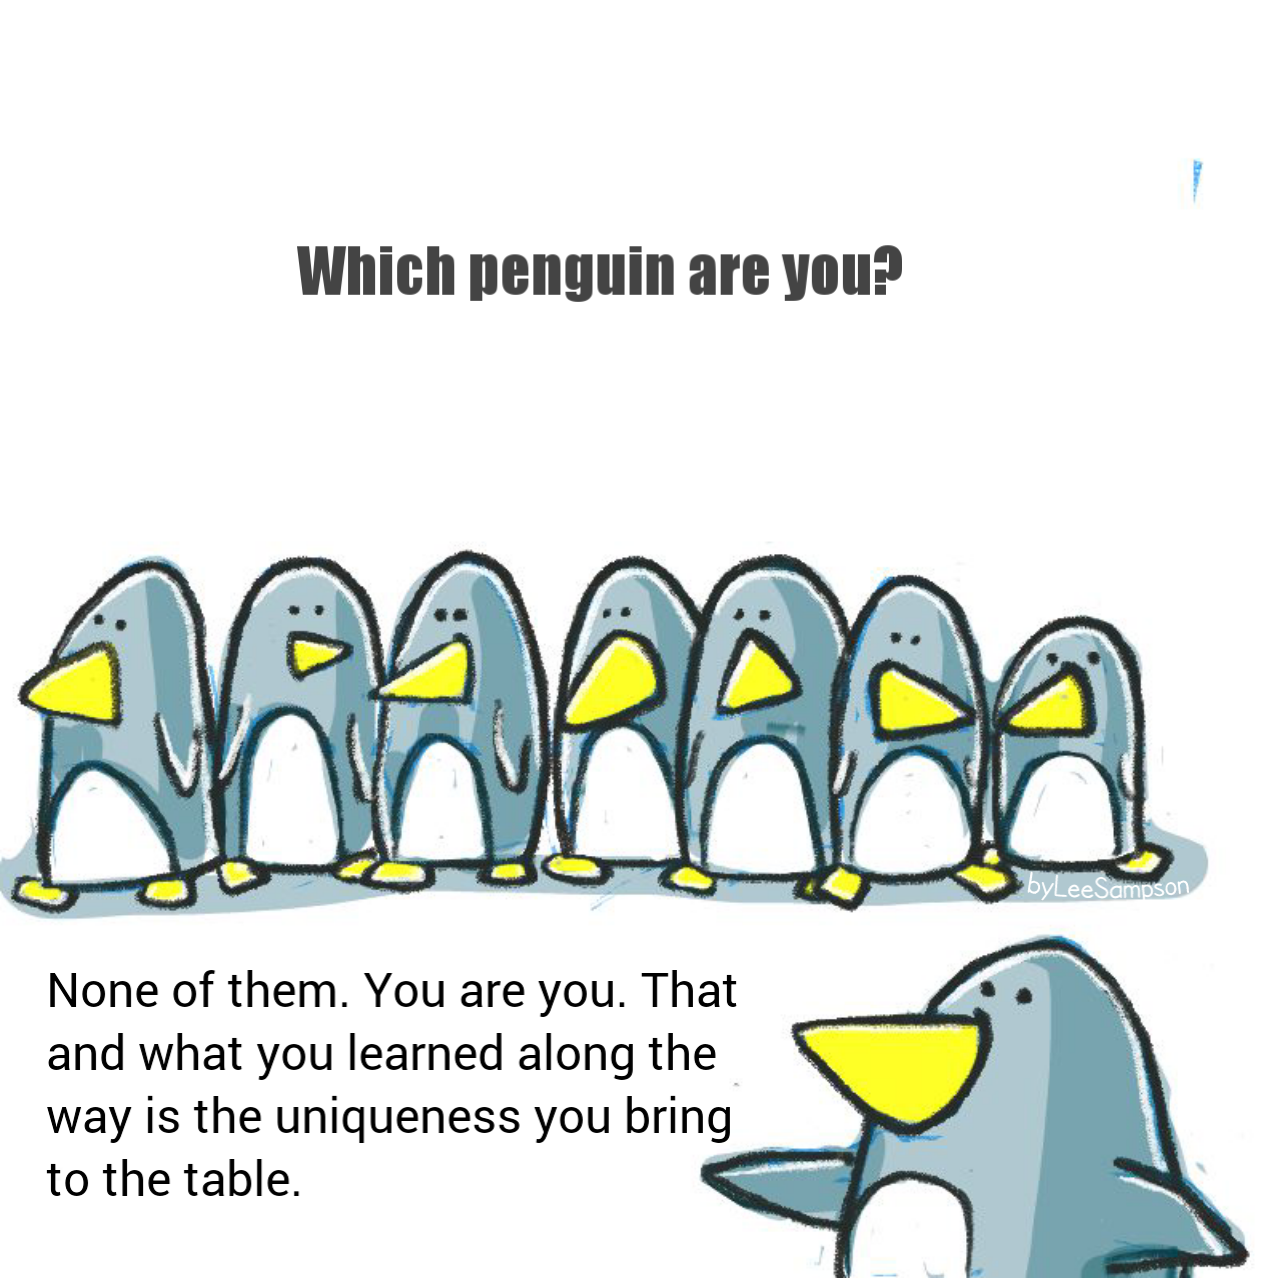 Which penguin are you?
byLeeSampson
None of them. You are you. That
and what you learned along the
way is the uniqueness you bring
to the table.